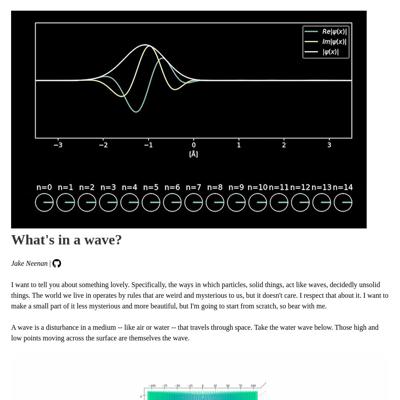 Re|ψ(x)|
Im|ψ(x)|
|ψ(x)|
−3 −2 −1 0 1 2 3
[Å]
n=0 n=1 n=2 n=3 n=4 n=5 n=6 n=7 n=8 n=9 n=10 n=11 n=12 n=13 n=14
What's in a wave?
Jake Neenan |
I want to tell you about something lovely. Specifically, the ways in which particles, solid things, act like waves, decidedly unsolid
things. The world we live in operates by rules that are weird and mysterious to us, but it doesn't care. I respect that about it. I want to
make a small part of it less mysterious and more beautiful, but I'm going to start from scratch, so bear with me.
A wave is a disturbance in a medium -- like air or water -- that travels through space. Take the water wave below. Those high and
low points moving across the surface are themselves the wave.